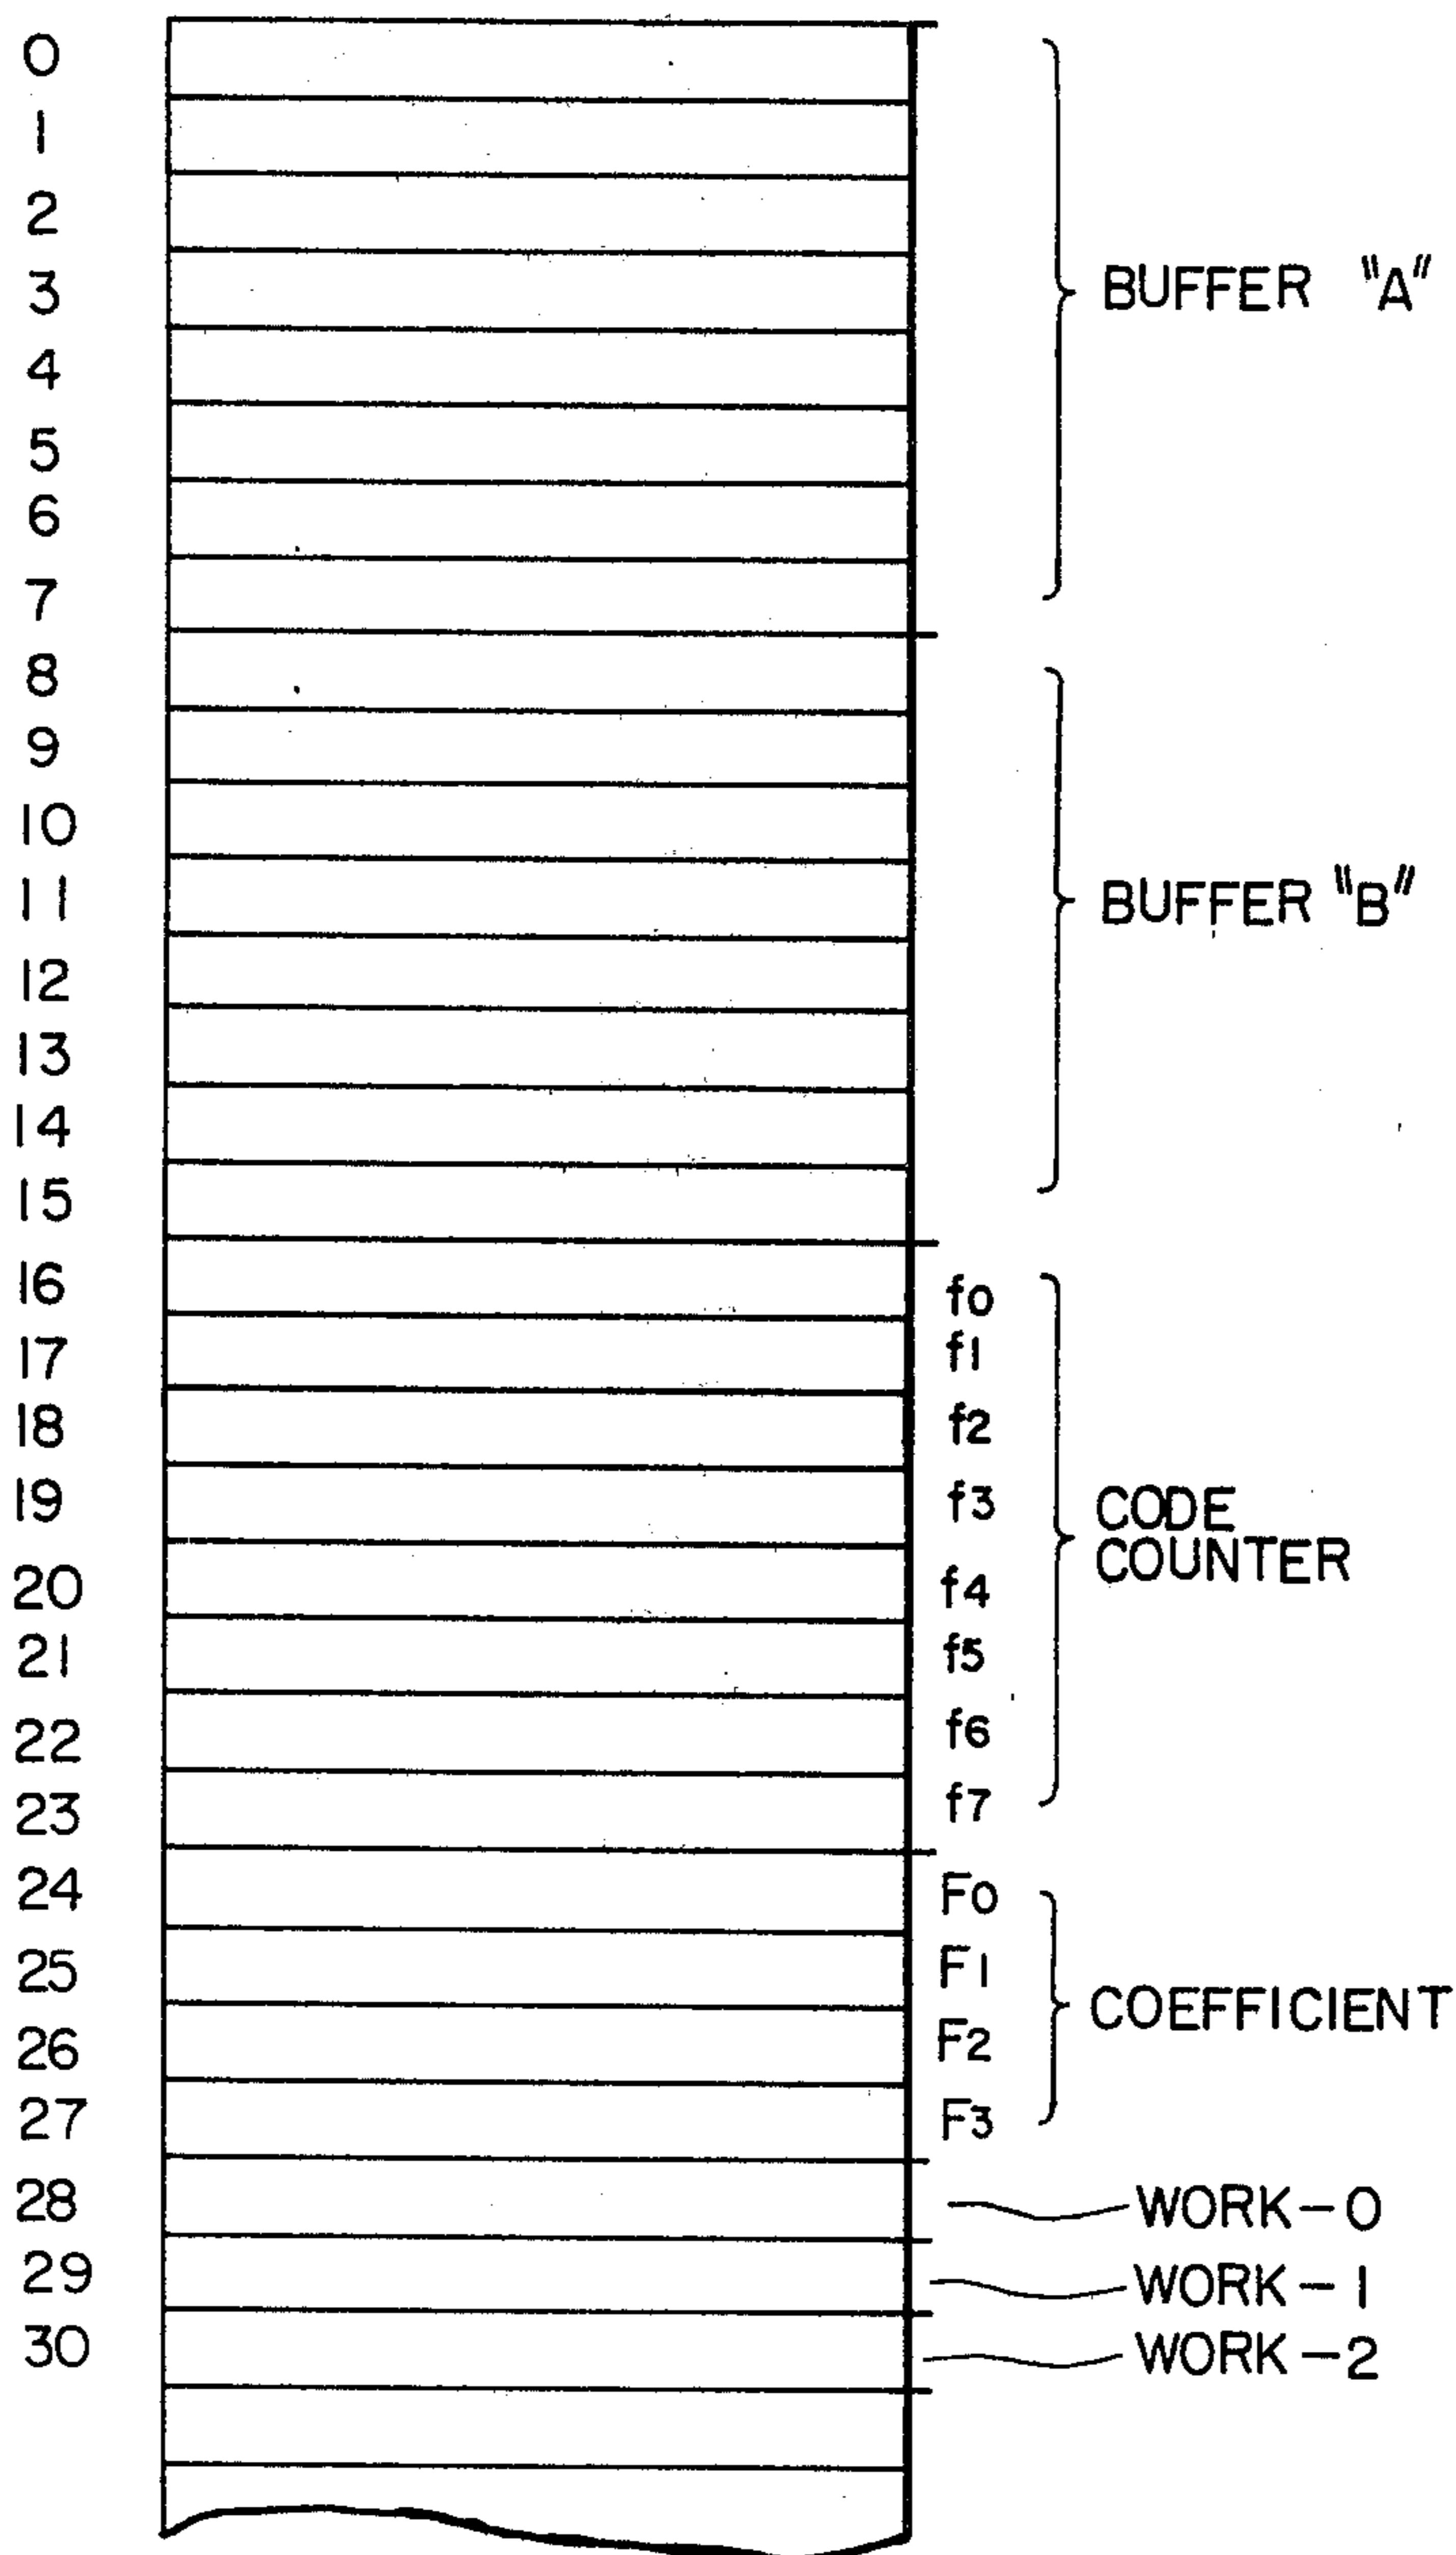 0
1
2
3 BUFFER "A"
4
5
6
7
8
9
10
11 BUFFER "B"
12
13
14
15
16 f0
17 f1
18 f2
19 f3 CODE
COUNTER
20 f4
21 f5
22 f6
23 f7
24 F0
25 F1
COEFFICIENT
26 F2
27 F3
28 WORK-0
29 WORK-1
30 WORK-2